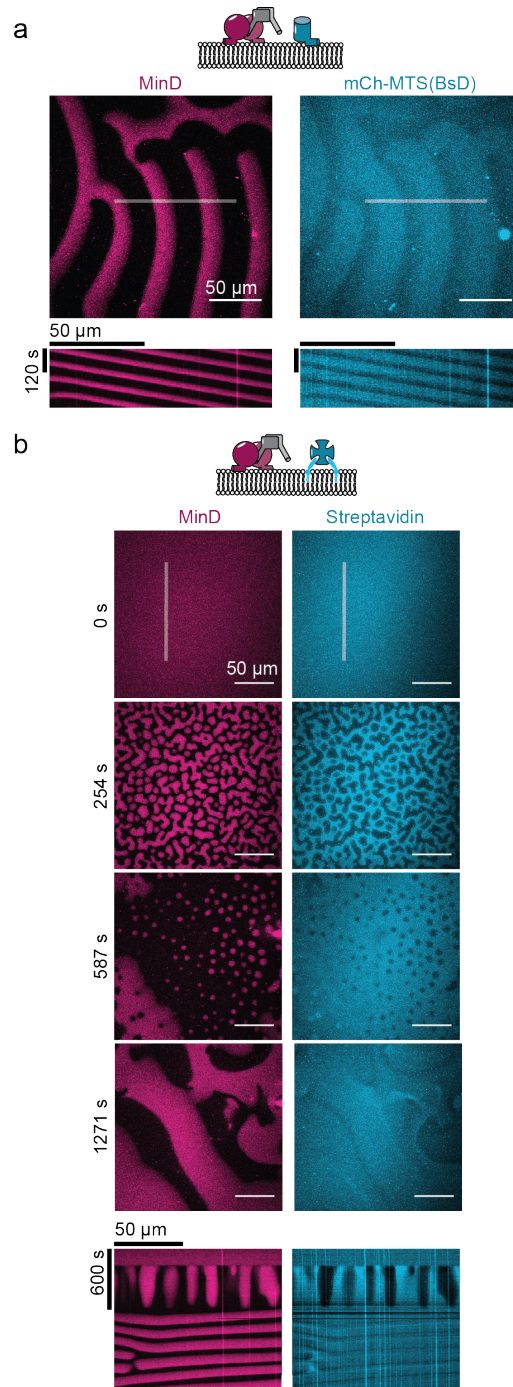 a
MinD
mCh-MTS(BsD)
50 µm
50 µm
120 s
b
MinD
Streptavidin
0 s
50 µm
254 s
587 s
1271 s
50 µm
600 s